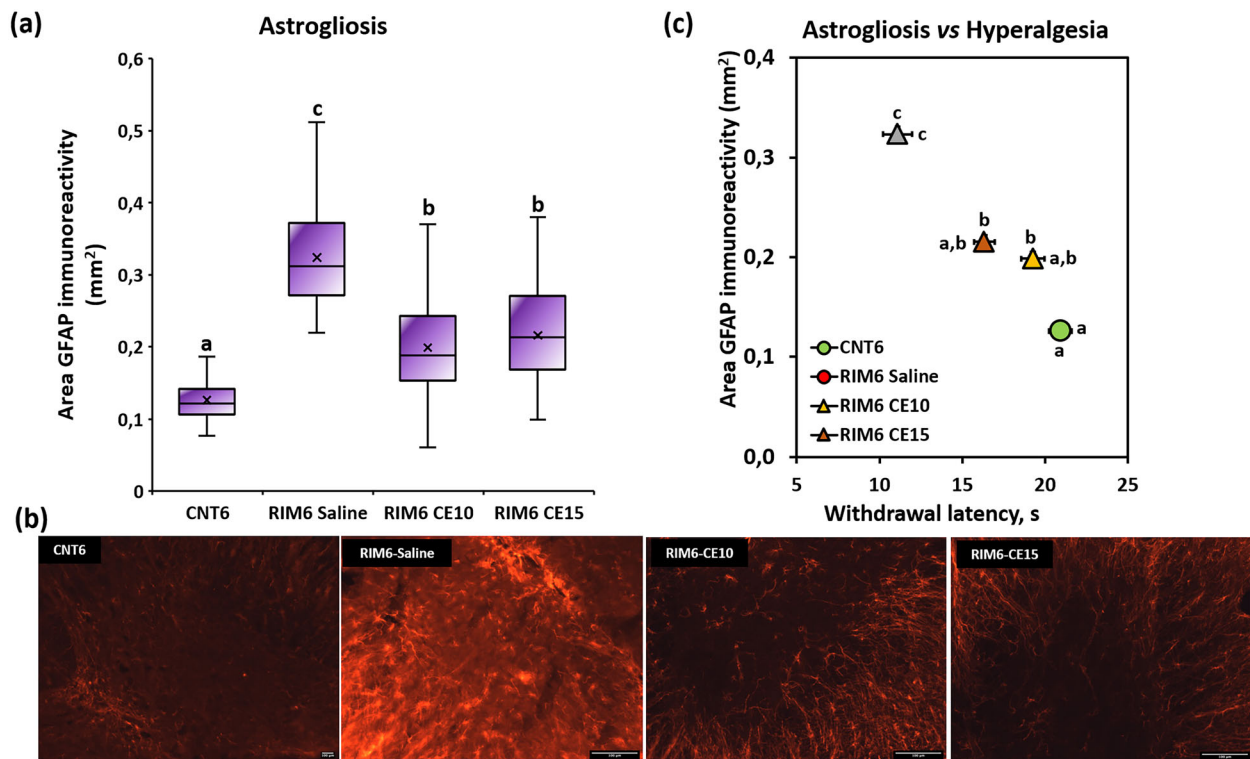 (a)
Astrogliosis
Area GFAP immunoreactivity
(mm²)
0,6
0,5
0,4
0,3
0,2
0,1
0
a
c
b
b
CNT6
RIM6 Saline
RIM6 CE10
RIM6 CE15
(c)
Astrogliosis vs Hyperalgesia
Area GFAP immunoreactivity (mm²)
0,4
0,3
0,2
0,1
0,0
c
c
b
a,b
b
a,b
a
a
CNT6
RIM6 Saline
RIM6 CE10
RIM6 CE15
5
10
15
20
25
Withdrawal latency, s
(b)
CNT6
RIM6-Saline
RIM6-CE10
RIM6-CE15